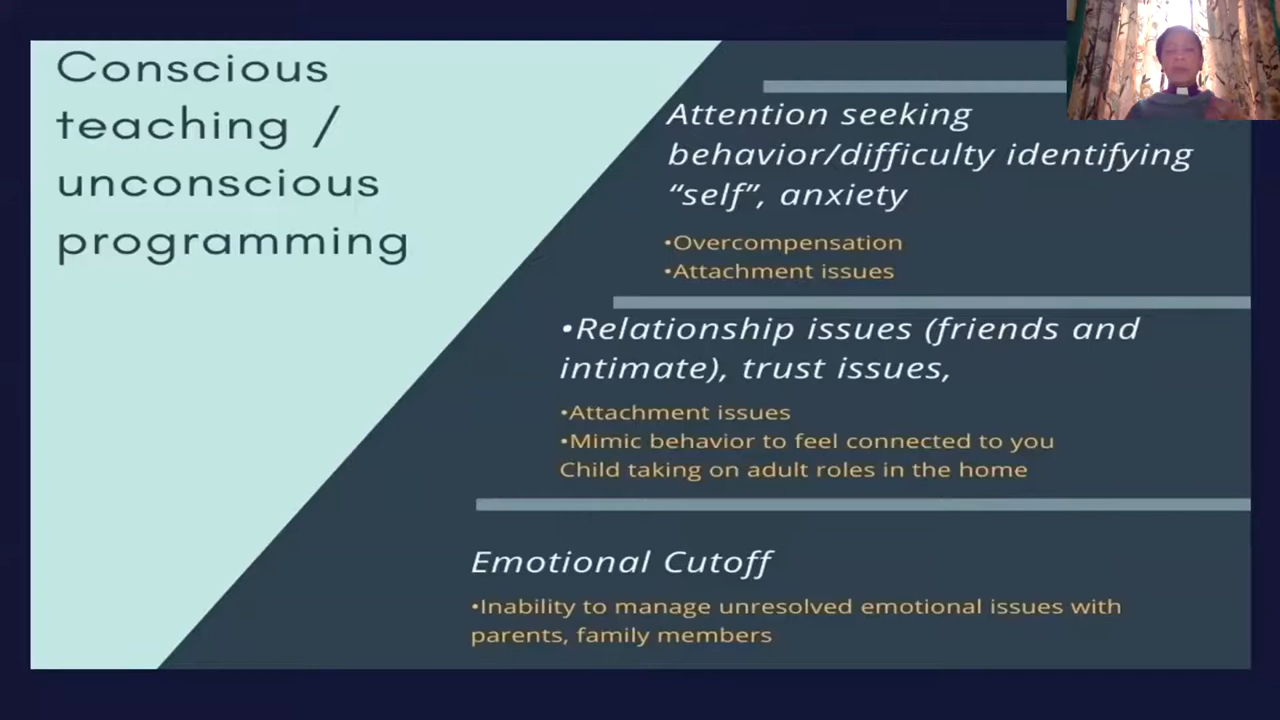 Conscious
teaching /
unconscious
programming
Attention seeking
behavior/difficulty identifying
“self”, anxiety
•Overcompensation
•Attachment issues
•Relationship issues (friends and
intimate), trust issues,
•Attachment issues
•Mimic behavior to feel connected to you
Child taking on adult roles in the home
Emotional Cutoff
•Inability to manage unresolved emotional issues with
parents, family members